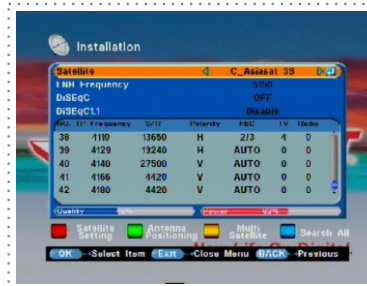 Installation
Satellite C_Asiasat 3S
LNB Frequency 5150
DiSEqC OFF
DiSEqC1.1 Disable
NO. TP Frequency S/R Polarity FEC TV Radio
38 4110 13650 H 2/3 4 0
39 4129 13240 H AUTO 0 0
40 4140 27500 V AUTO 0 0
41 4166 4420 V AUTO 0 0
42 4180 4420 V AUTO 0 0
Quality Power
Satellite Setting Antenna Positioning Multi Satellite Search All
OK Select Item Exit Close Menu BACK Previous